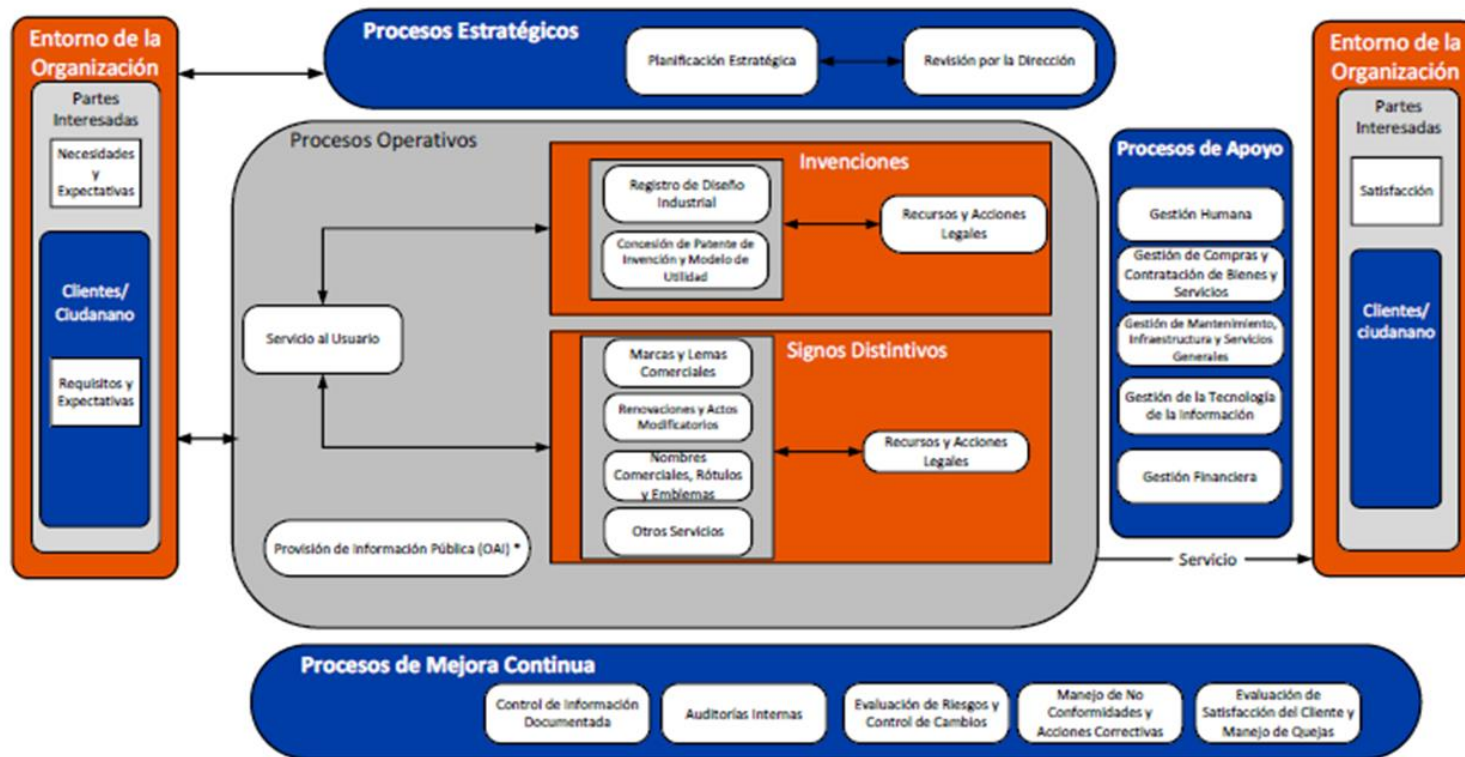 Entorno de la
Organización
Partes
Interesadas
Necesidades
y
Expectativas
Clientes/
Ciudanano
Requisitos y
Expectativas
Procesos Estratégicos
Planificación Estratégica
Revisión por la Dirección
Procesos Operativos
Servicio al Usuario
Provisión de Información Pública (OAI) *
Invenciones
Registro de Diseño
Industrial
Concesión de Patente de
Invención y Modelo de
Utilidad
Recursos y Acciones
Legales
Signos Distintivos
Marcas y Lemas
Comerciales
Renovaciones y Actos
Modificatorios
Nombres
Comerciales, Rótulos
y Emblemas
Otros Servicios
Recursos y Acciones
Legales
Procesos de Apoyo
Gestión Humana
Gestión de Compras y
Contratación de Bienes y
Servicios
Gestión de Mantenimiento,
Infraestructura y Servicios
Generales
Gestión de la Tecnología
de la Información
Gestión Financiera
Servicio
Entorno de la
Organización
Partes
Interesadas
Satisfacción
Clientes/
ciudanano
Procesos de Mejora Continua
Control de Información
Documentada
Auditorías Internas
Evaluación de Riesgos y
Control de Cambios
Manejo de No
Conformidades y
Acciones Correctivas
Evaluación de
Satisfacción del Cliente y
Manejo de Quejas